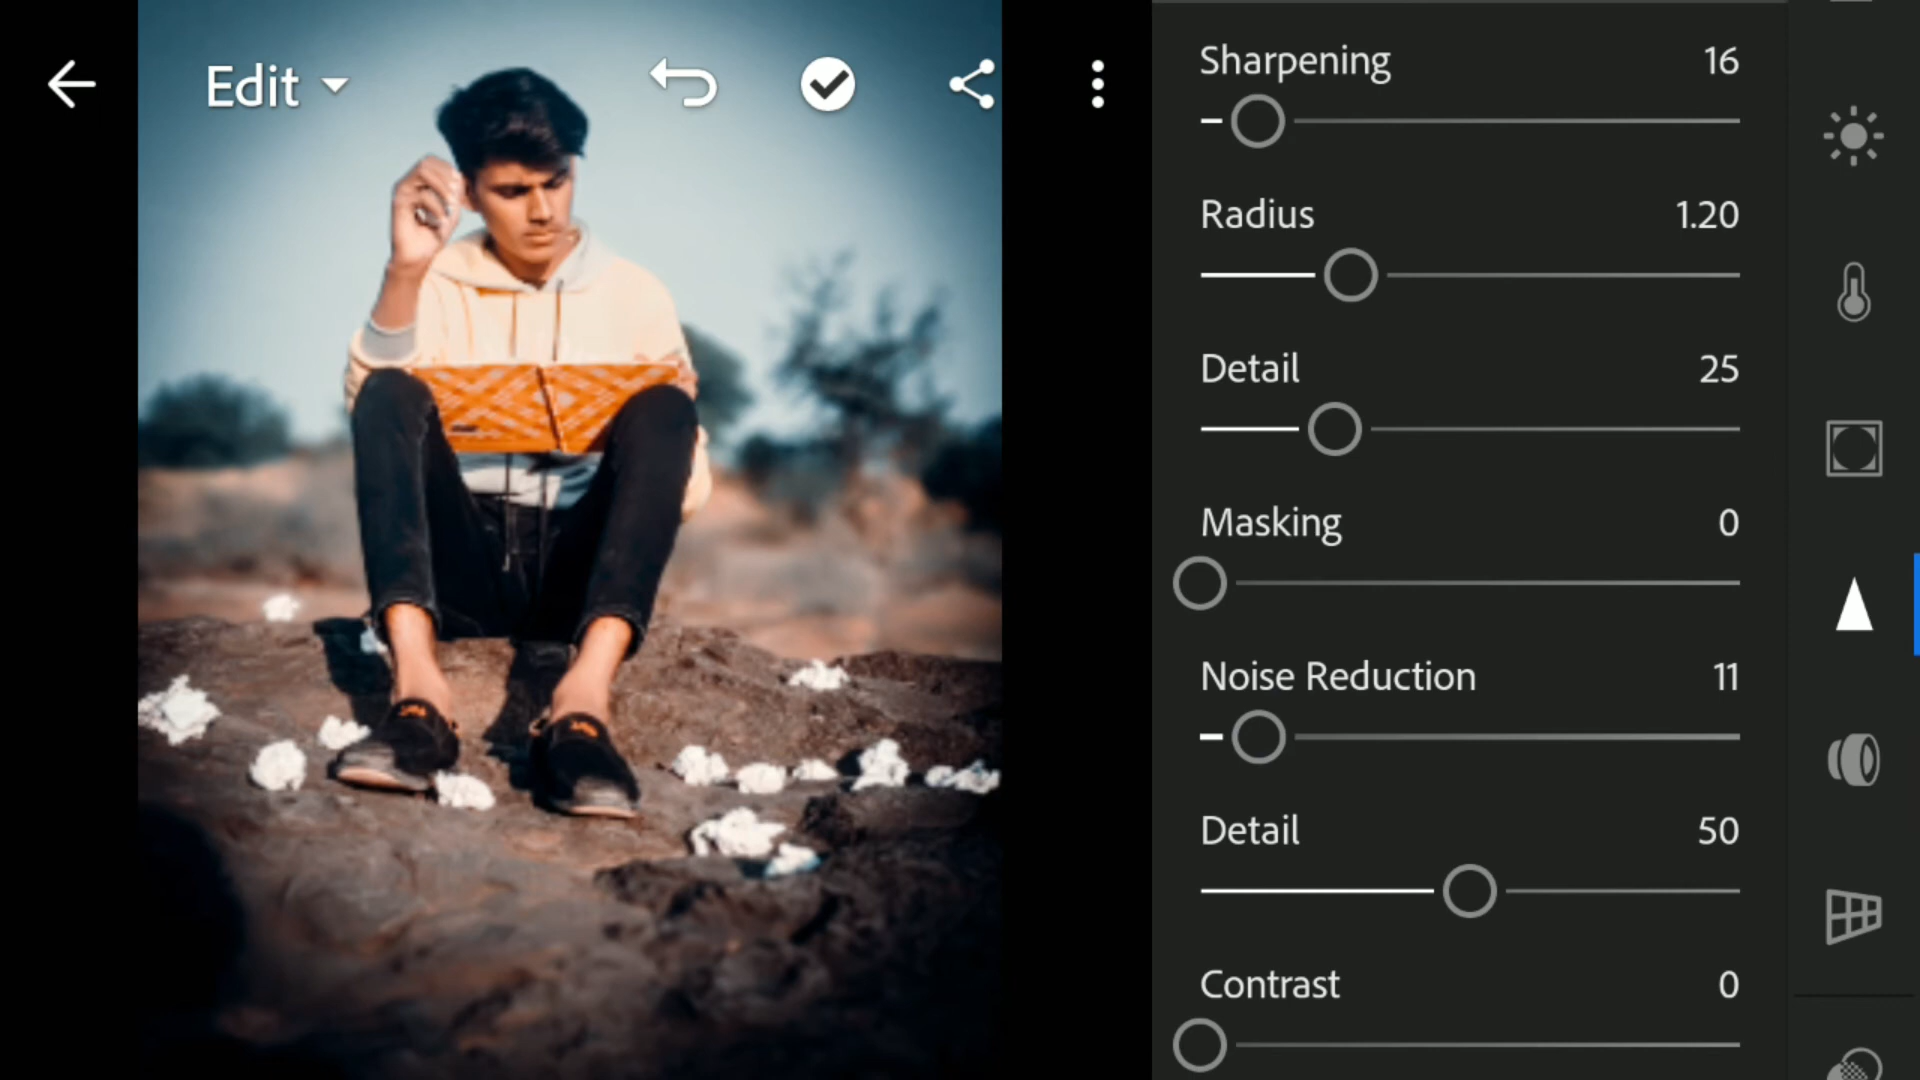 Edit
Sharpening 16
Radius 1.20
Detail 25
Masking 0
Noise Reduction 11
Detail 50
Contrast 0